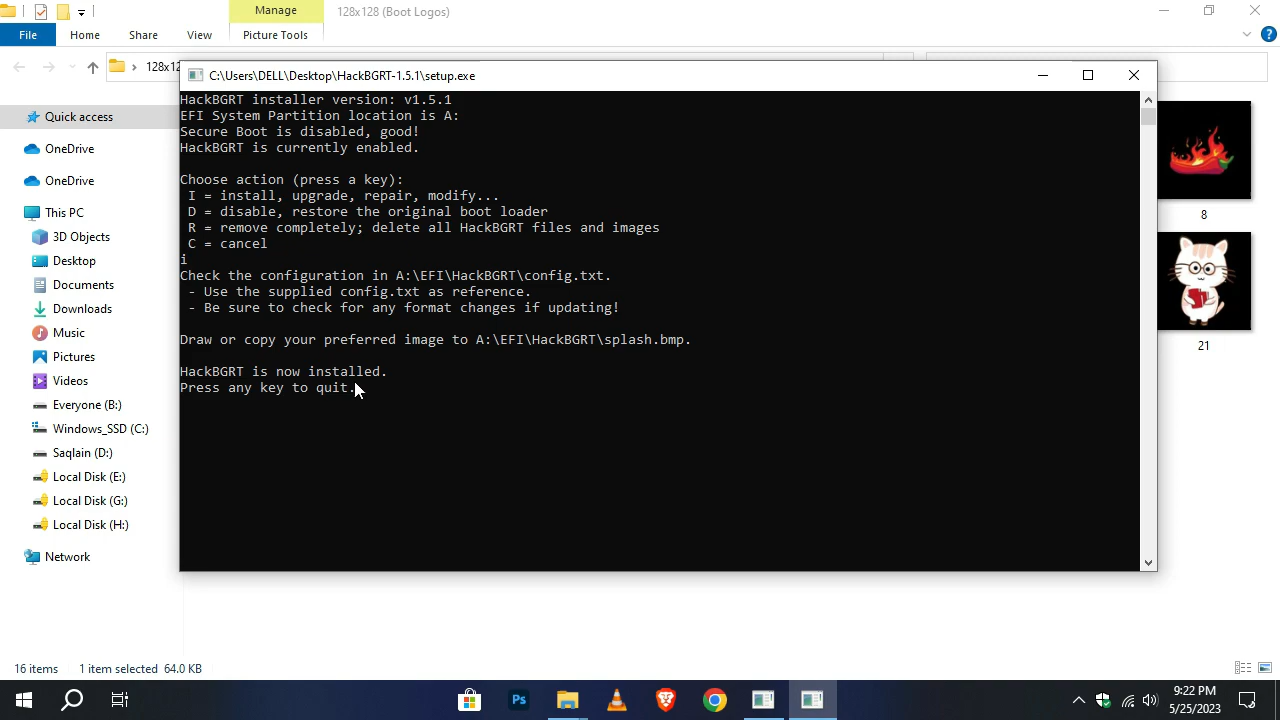 Manage
128x128 (Boot Logos)
File
Home
Share
View
Picture Tools
128x12
C:\Users\DELL\Desktop\HackBGRT-1.5.1\setup.exe
HackBGRT installer version: v1.5.1
EFI System Partition location is A:
Secure Boot is disabled, good!
HackBGRT is currently enabled.
Choose action (press a key):
I = install, upgrade, repair, modify...
D = disable, restore the original boot loader
R = remove completely; delete all HackBGRT files and images
C = cancel
i
Check the configuration in A:\EFI\HackBGRT\config.txt.
- Use the supplied config.txt as reference.
- Be sure to check for any format changes if updating!
Draw or copy your preferred image to A:\EFI\HackBGRT\splash.bmp.
HackBGRT is now installed.
Press any key to quit.
Quick access
OneDrive
OneDrive
This PC
3D Objects
Desktop
Documents
Downloads
Music
Pictures
Videos
Everyone (B:)
Windows_SSD (C:)
Saqlain (D:)
Local Disk (E:)
Local Disk (G:)
Local Disk (H:)
Network
8
21
16 items
1 item selected 64.0 KB
Ps
9:22 PM
5/25/2023